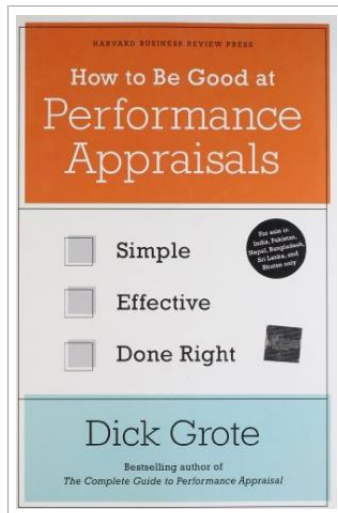 HARVARD BUSINESS REVIEW PRESS
How to Be Good at
Performance
Appraisals
Simple
For sale in
India, Pakistan,
Nepal, Bangladesh,
Sri Lanka, and
Bhutan only
Effective
Done Right
Dick Grote
Bestselling author of
The Complete Guide to Performance Appraisal